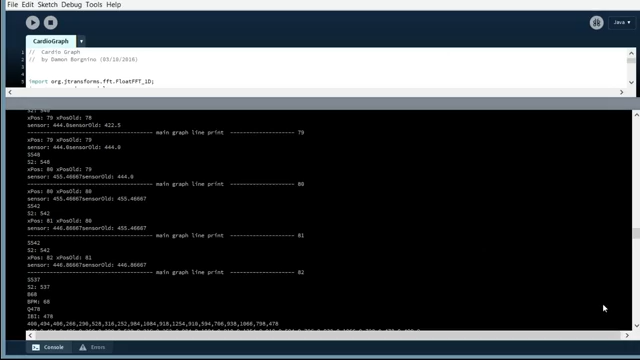 File Edit Sketch Debug Tools Help
Java
CardioGraph
1 // Cardio Graph
2 // by Damon Borgnino (03/10/2016)
3
4
5 import org.jtransforms.fft.FloatFFT_1D;
xPos: 79 xPosOld: 78
sensor: 444.0sensorOld: 422.5
main graph line print 79
xPos: 79 xPosOld: 79
sensor: 444.0sensorOld: 444.0
S548
S2: 548
xPos: 80 xPosOld: 79
sensor: 455.46667sensorOld: 444.0
main graph line print 80
xPos: 80 xPosOld: 80
sensor: 455.46667sensorOld: 455.46667
S542
S2: 542
xPos: 81 xPosOld: 80
sensor: 446.86667sensorOld: 455.46667
main graph line print 81
S542
S2: 542
xPos: 82 xPosOld: 81
sensor: 446.86667sensorOld: 446.86667
main graph line print 82
S537
S2: 537
B68
BPM: 68
Q478
IBI: 478
Console Errors